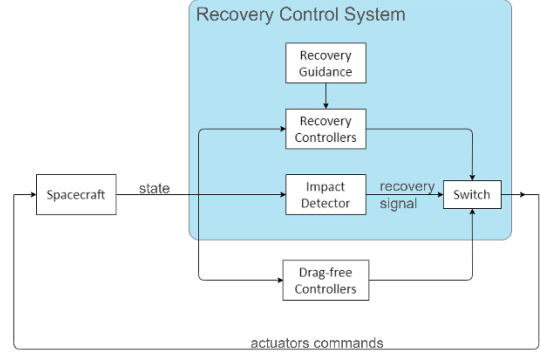 Recovery Control System
Recovery
Guidance
Recovery
Controllers
Spacecraft
state
Impact
Detector
recovery
signal
Switch
Drag-free
Controllers
actuators commands